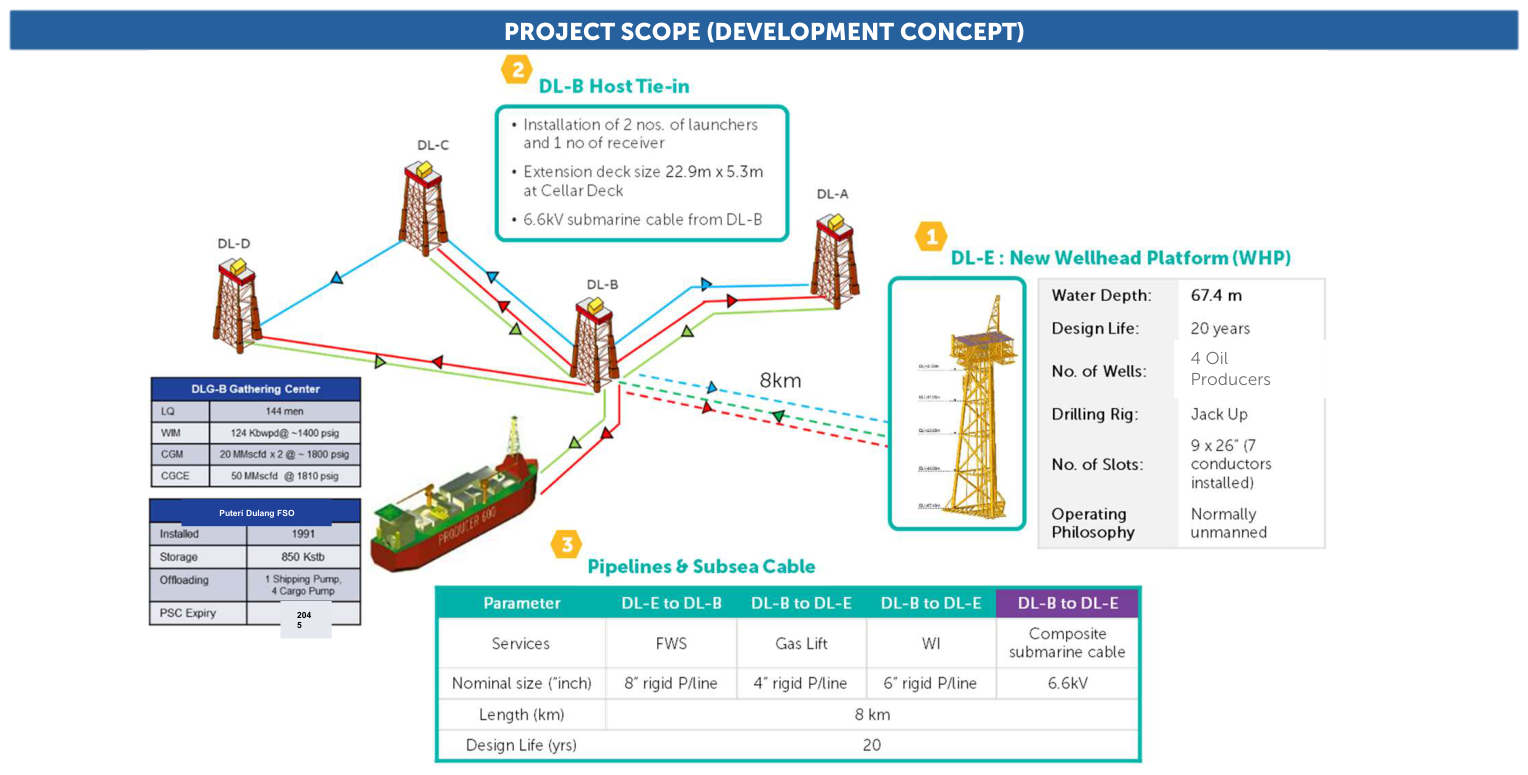 PROJECT SCOPE (DEVELOPMENT CONCEPT)
2
DL-B Host Tie-in
• Installation of 2 nos. of launchers
and 1 no of receiver
• Extension deck size 22.9m x 5.3m
at Cellar Deck
• 6.6kV submarine cable from DL-B
DL-C
DL-A
DL-D
DL-B
8km
1
DL-E : New Wellhead Platform (WHP)
Water Depth: 67.4 m
Design Life: 20 years
No. of Wells: 4 Oil
Producers
Drilling Rig: Jack Up
No. of Slots: 9 x 26" (7
conductors
installed)
Operating
Philosophy
Normally
unmanned
DLG-B Gathering Center
LQ 144 men
WIM 124 Kbwpd@ ~1400 psig
CGM 20 MMscfd x 2 @ ~ 1800 psig
CGCE 50 MMscfd @ 1810 psig
Puteri Dulang FSO
Installed 1991
Storage 850 Kstb
Offloading 1 Shipping Pump,
4 Cargo Pump
PSC Expiry 204
5
PRODUCER 600
3
Pipelines & Subsea Cable
Parameter DL-E to DL-B DL-B to DL-E DL-B to DL-E DL-B to DL-E
Services FWS Gas Lift WI Composite
submarine cable
Nominal size ("inch) 8" rigid P/line 4" rigid P/line 6" rigid P/line 6.6kV
Length (km) 8 km
Design Life (yrs) 20